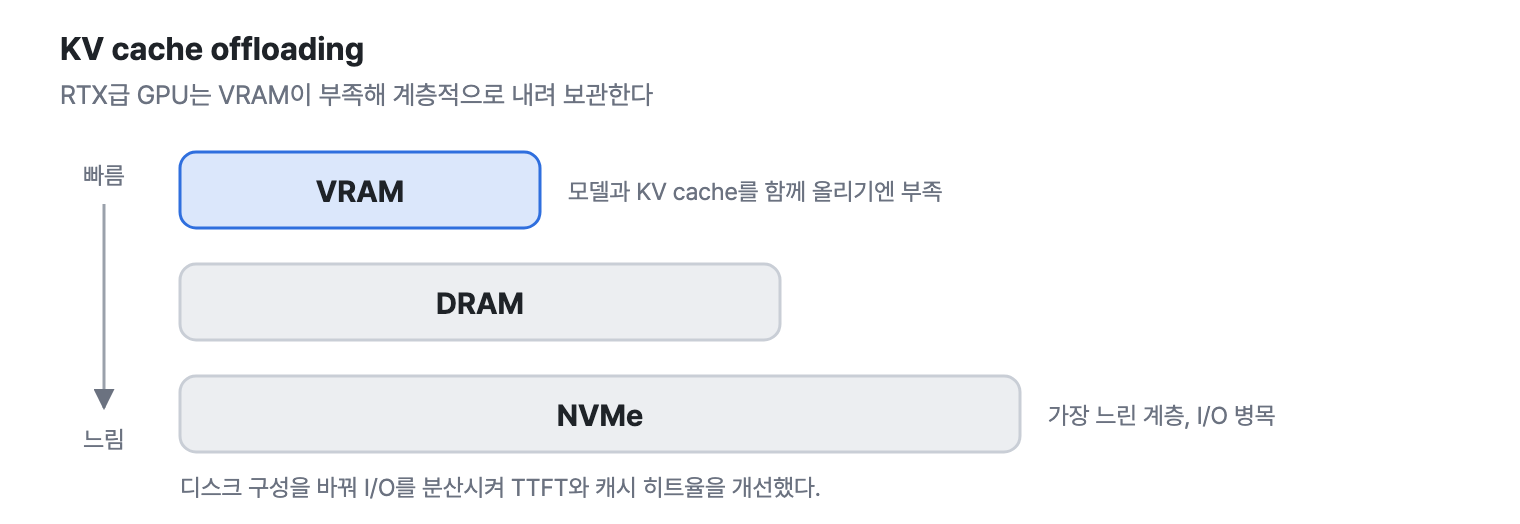 KV cache offloading
RTX급 GPU는 VRAM이 부족해 계층적으로 내려 보관한다
빠름
VRAM
모델과 KV cache를 함께 올리기엔 부족
DRAM
NVMe
가장 느린 계층, I/O 병목
느림
디스크 구성을 바꿔 I/O를 분산시켜 TTFT와 캐시 히트율을 개선했다.